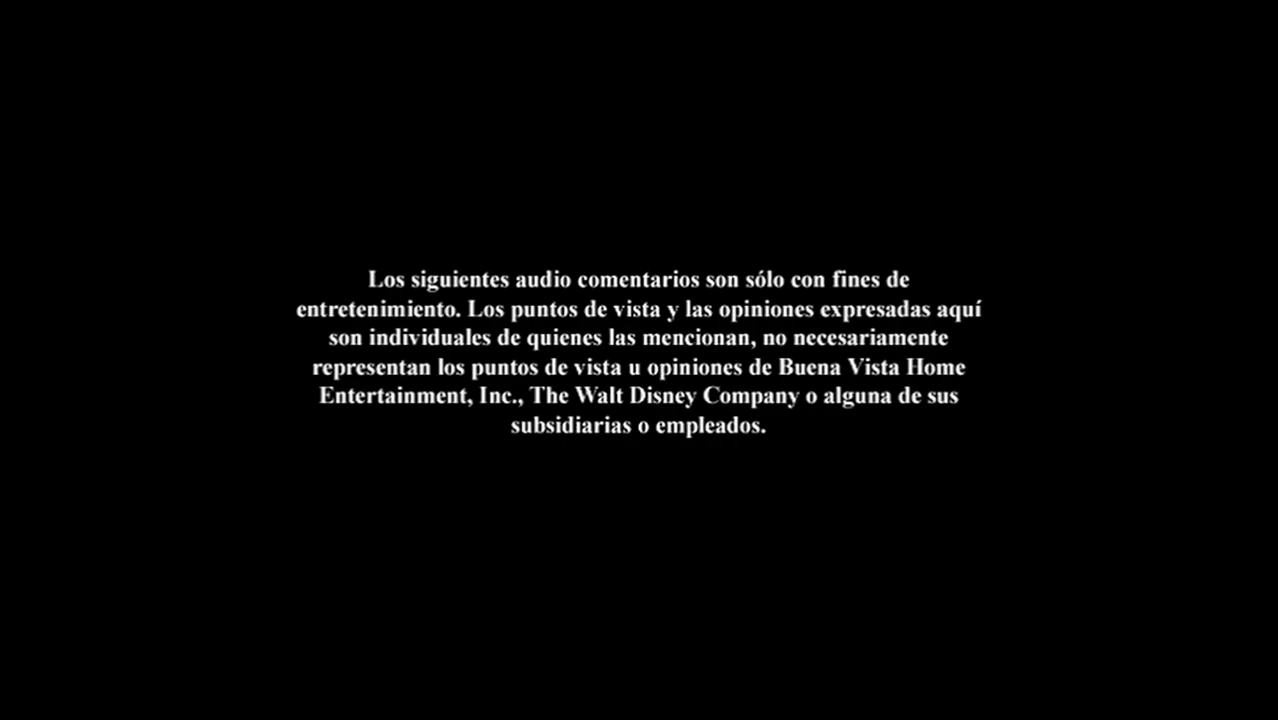 Los siguientes audio comentarios son sólo con fines de
entretenimiento. Los puntos de vista y las opiniones expresadas aquí
son individuales de quienes las mencionan, no necesariamente
representan los puntos de vista u opiniones de Buena Vista Home
Entertainment, Inc., The Walt Disney Company o alguna de sus
subsidiarias o empleados.